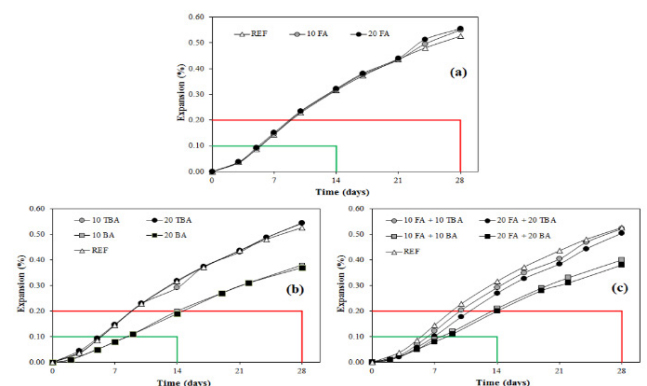 0.60
REF 10 FA 20 FA
0.50
0.40
(a)
0.30
0.20
0.10
0.00
0 7 14 21 28
Expansion (%)
Time (days)
0.60
10 TBA 20 TBA
0.50
10 BA 20 BA
REF
0.40
(b)
0.30
0.20
0.10
0.00
0 7 14 21 28
Expansion (%)
Time (days)
0.60
10 FA + 10 TBA 20 FA + 20 TBA
0.50
10 FA + 10 BA 20 FA + 20 BA
REF
0.40
(c)
0.30
0.20
0.10
0.00
0 7 14 21 28
Expansion (%)
Time (days)